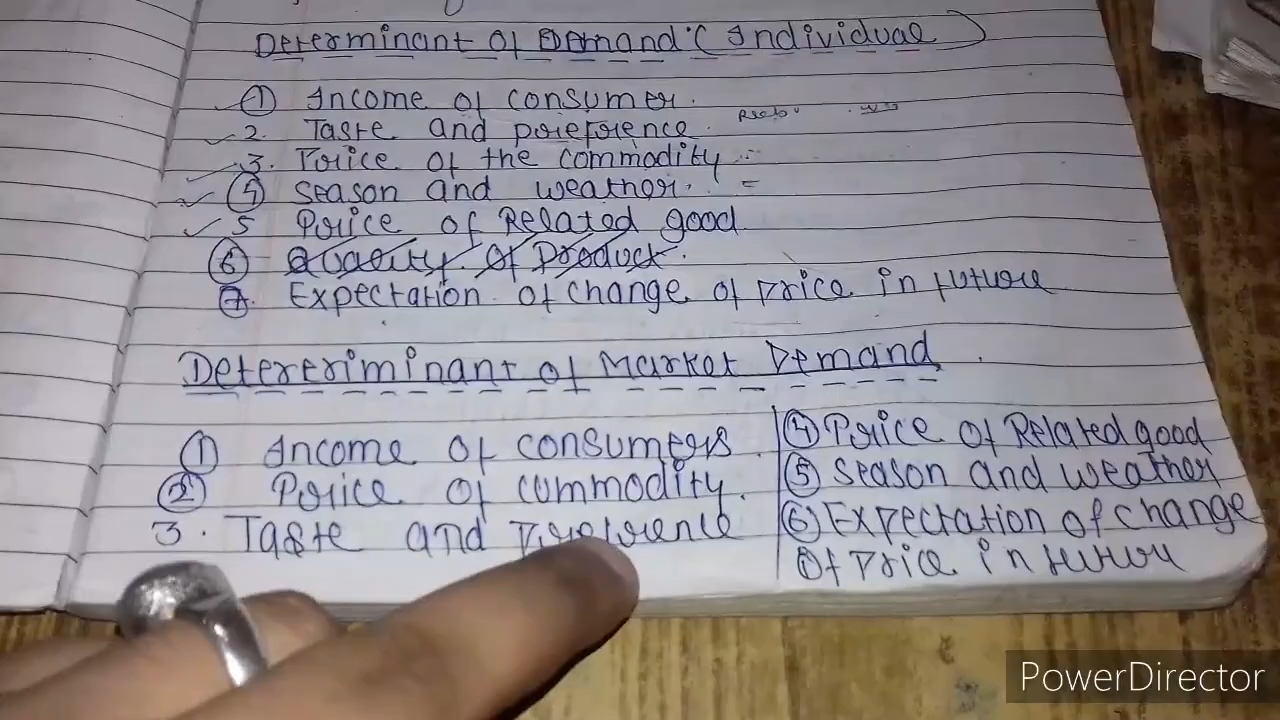 Determinant of Demand (Individual)
① Income of consumer.
2. Taste and preference.
3. Price of the commodity
④ Season and weather. =
5 Price of Related good
⑥ Quality of Product.
⑦. Expectation of change of price in future
Detereriminant of Market Demand
① Income of consumers.
② Price of commodity.
3. Taste and Preference
④ Price of Related good
⑤ Season and weather
⑥ Expectation of change
of price in future
PowerDirector